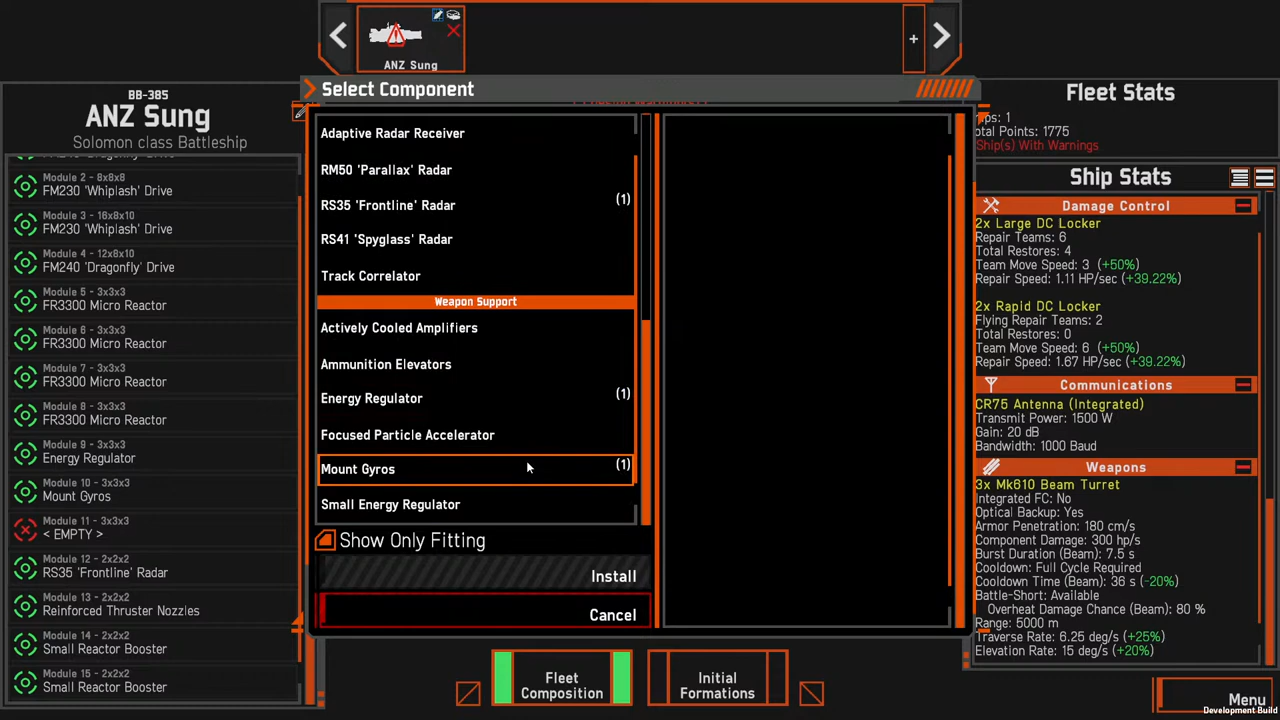 ANZ Sung
+
Select Component
BB-385
ANZ Sung
Solomon class Battleship
Module 2 - 8x8x8
FM230 'Whiplash' Drive
Module 3 - 16x8x10
FM230 'Whiplash' Drive
Module 4 - 12x8x10
FM240 'Dragonfly' Drive
Module 5 - 3x3x3
FR3300 Micro Reactor
Module 6 - 3x3x3
FR3300 Micro Reactor
Module 7 - 3x3x3
FR3300 Micro Reactor
Module 8 - 3x3x3
FR3300 Micro Reactor
Module 9 - 3x3x3
Energy Regulator
Module 10 - 3x3x3
Mount Gyros
Module 11 - 3x3x3
< EMPTY >
Module 12 - 2x2x2
RS35 'Frontline' Radar
Module 13 - 2x2x2
Reinforced Thruster Nozzles
Module 14 - 2x2x2
Small Reactor Booster
Module 15 - 2x2x2
Small Reactor Booster
Adaptive Radar Receiver
RM50 'Parallax' Radar
RS35 'Frontline' Radar (1)
RS41 'Spyglass' Radar
Track Correlator
Weapon Support
Actively Cooled Amplifiers
Ammunition Elevators
Energy Regulator (1)
Focused Particle Accelerator
Mount Gyros (1)
Small Energy Regulator
Show Only Fitting
Install
Cancel
Fleet Composition
Initial Formations
Fleet Stats
ips: 1
otal Points: 1775
Ship(s) With Warnings
Ship Stats
Damage Control
2x Large DC Locker
Repair Teams: 6
Total Restores: 4
Team Move Speed: 3 (+50%)
Repair Speed: 1.11 HP/sec (+39.22%)
2x Rapid DC Locker
Flying Repair Teams: 2
Total Restores: 0
Team Move Speed: 6 (+50%)
Repair Speed: 1.67 HP/sec (+39.22%)
Communications
CR75 Antenna (Integrated)
Transmit Power: 1500 W
Gain: 20 dB
Bandwidth: 1000 Baud
Weapons
3x Mk610 Beam Turret
Integrated FC: No
Optical Backup: Yes
Armor Penetration: 180 cm/s
Component Damage: 300 hp/s
Burst Duration (Beam): 7.5 s
Cooldown: Full Cycle Required
Cooldown Time (Beam): 36 s (-20%)
Battle-Short: Available
Overheat Damage Chance (Beam): 80 %
Range: 5000 m
Traverse Rate: 6.25 deg/s (+25%)
Elevation Rate: 15 deg/s (+20%)
Menu
Development Build